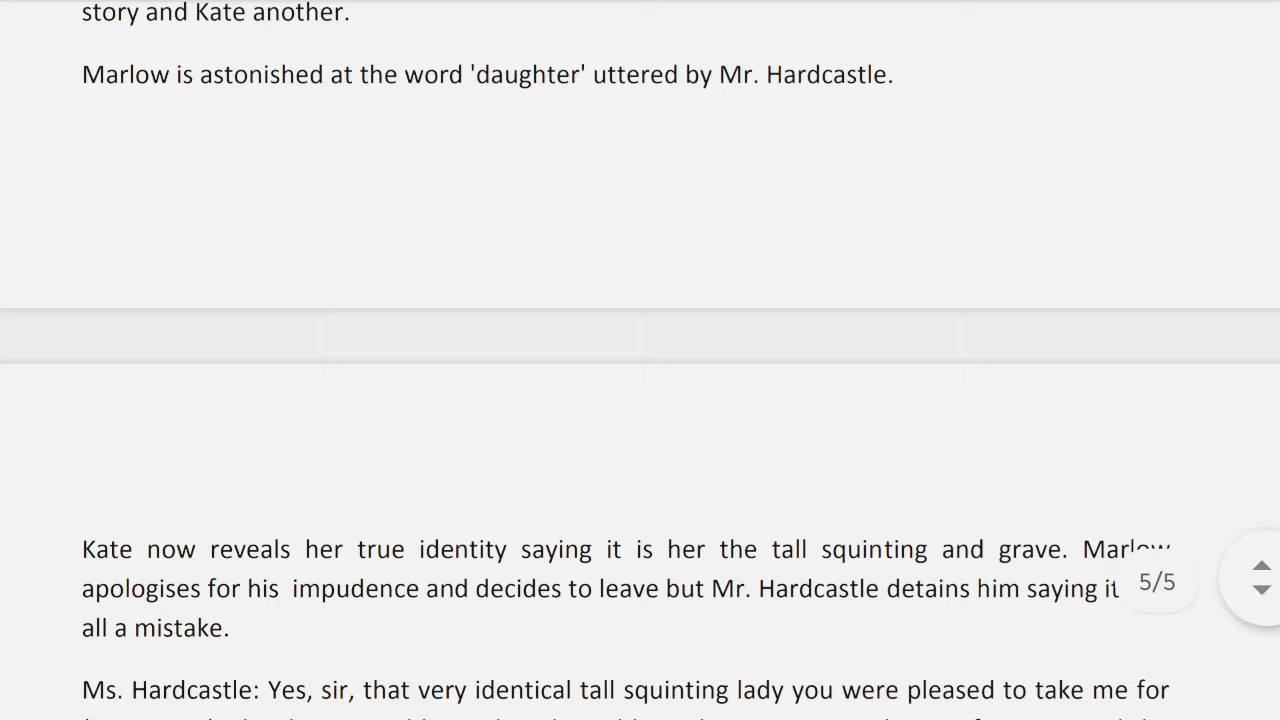 story and Kate another.
Marlow is astonished at the word 'daughter' uttered by Mr. Hardcastle.
Kate now reveals her true identity saying it is her the tall squinting and grave. Marlow
apologises for his impudence and decides to leave but Mr. Hardcastle detains him saying it
5/5
all a mistake.
Ms. Hardcastle: Yes, sir, that very identical tall squinting lady you were pleased to take me for